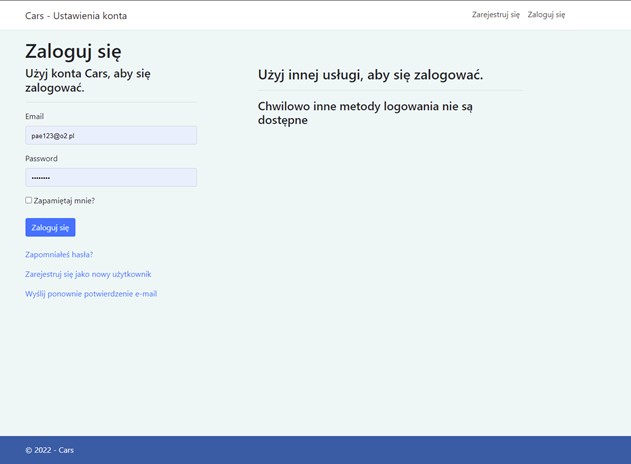 Cars - Ustawienia konta
Zarejestruj się Zaloguj się
Zaloguj się
Użyj konta Cars, aby się
zalogować.
Email
pae123@o2.pl
Password
••••••••
Zapamiętaj mnie?
Zaloguj się
Zapomniałeś hasła?
Zarejestruj się jako nowy użytkownik
Wyślij ponownie potwierdzenie e-mail
Użyj innej usługi, aby się zalogować.
Chwilowo inne metody logowania nie są
dostępne
© 2022 - Cars